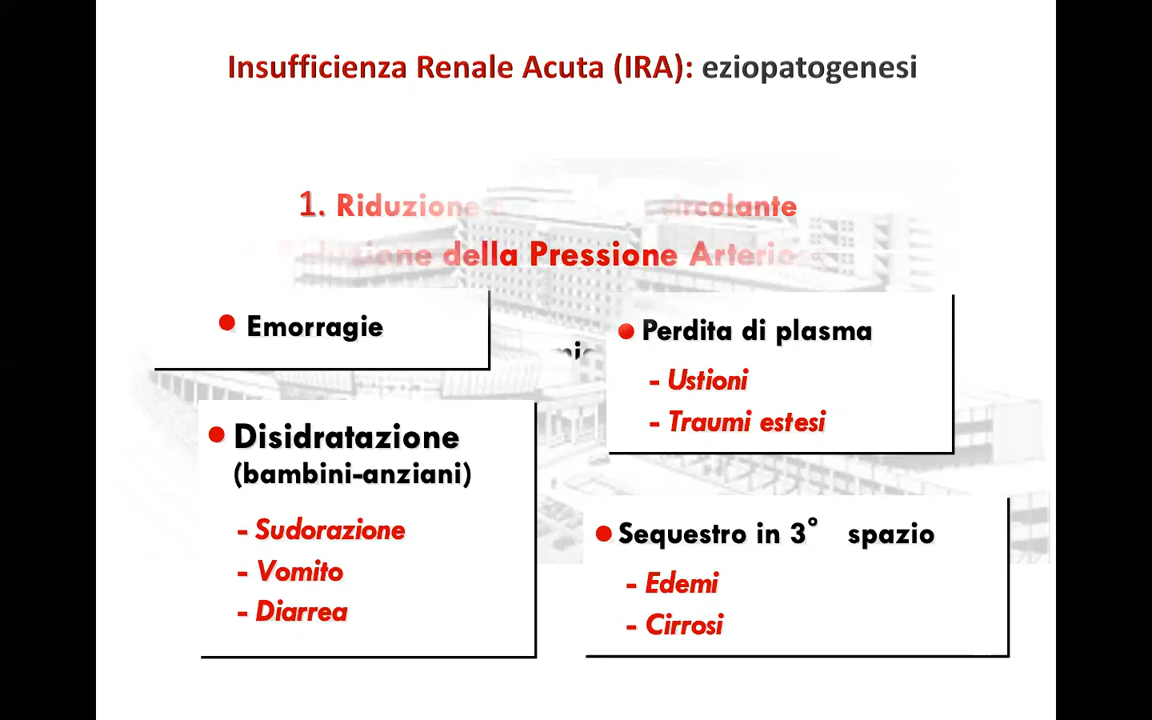 Insufficienza Renale Acuta (IRA): eziopatogenesi
1. Riduzione circolante
della Pressione Arteriosa
• Emorragie
• Perdita di plasma
- Ustioni
- Traumi estesi
• Disidratazione
(bambini-anziani)
- Sudorazione
- Vomito
- Diarrea
• Sequestro in 3° spazio
- Edemi
- Cirrosi